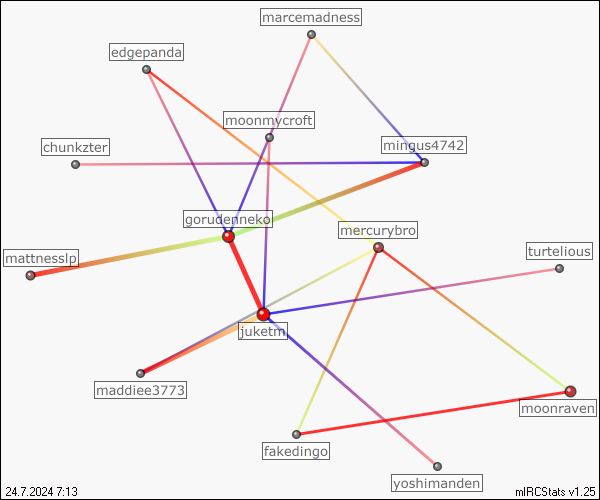 marcemadness
edgepanda
moonmycroft
chunkzter
mingus4742
gorudenneko
mercurybro
mattnesslp
turtelious
juketm
maddiee3773
moonraven
fakedingo
yoshimanden
24.7.2024 7:13
mIRCStats v1.25